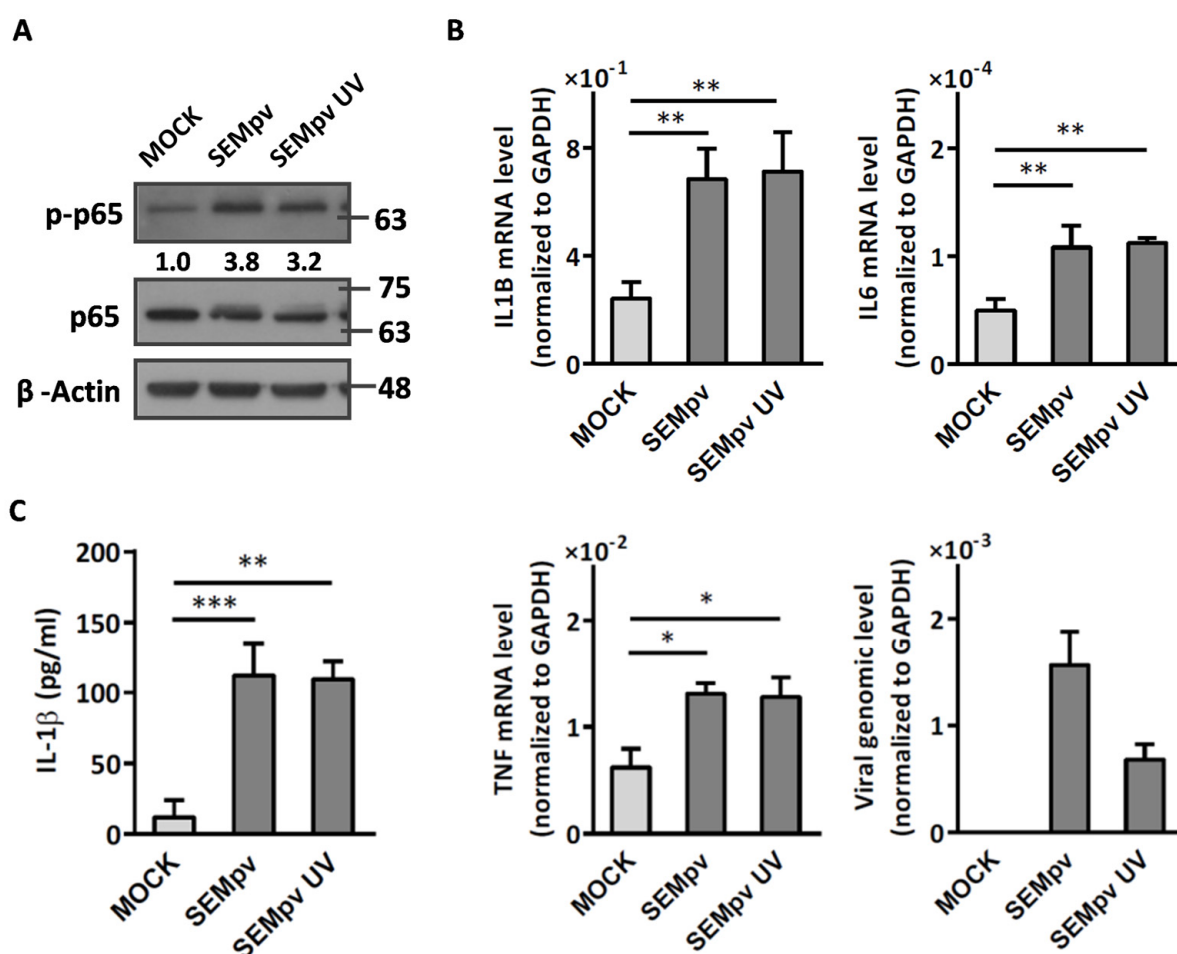 A
MOCK
SEMpv
SEMpv UV
p-p65
63
1.0 3.8 3.2
p65
75
63
β-Actin
48
B
×10⁻¹
IL1B mRNA level
(normalized to GAPDH)
8
4
0
**
**
MOCK
SEMpv
SEMpv UV
×10⁻⁴
IL6 mRNA level
(normalized to GAPDH)
2
1
0
**
**
MOCK
SEMpv
SEMpv UV
C
IL-1β (pg/ml)
200
150
100
50
0
**
***
MOCK
SEMpv
SEMpv UV
×10⁻²
TNF mRNA level
(normalized to GAPDH)
2
1
0
*
*
MOCK
SEMpv
SEMpv UV
×10⁻³
Viral genomic level
(normalized to GAPDH)
2
1
0
MOCK
SEMpv
SEMpv UV